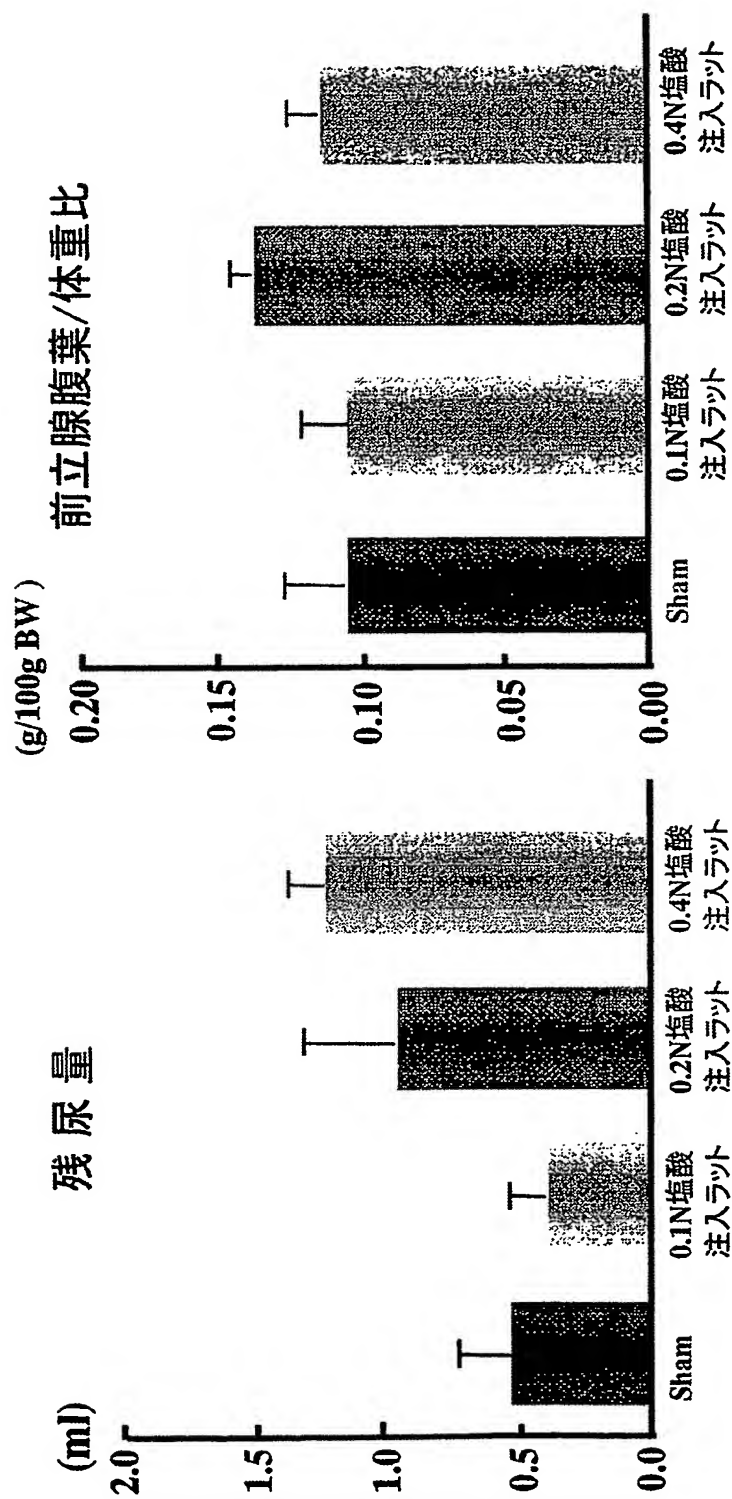 残尿量
(ml)
2.0
1.5
1.0
0.5
0.0
Sham
0.1N塩酸
注入ラット
0.2N塩酸
注入ラット
0.4N塩酸
注入ラット
前立腺腹葉/体重比
(g/100g BW)
0.20
0.15
0.10
0.05
0.00
Sham
0.1N塩酸
注入ラット
0.2N塩酸
注入ラット
0.4N塩酸
注入ラット